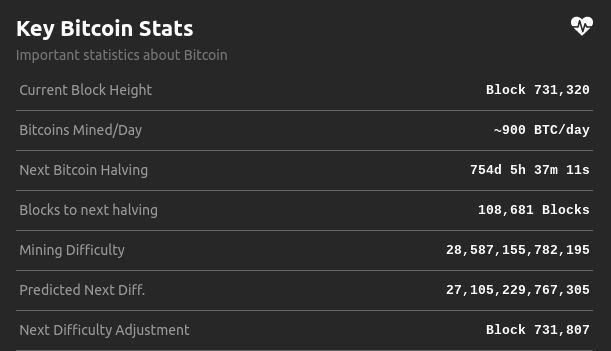 Key Bitcoin Stats
Important statistics about Bitcoin
Current Block Height Block 731,320
Bitcoins Mined/Day ~900 BTC/day
Next Bitcoin Halving 754d 5h 37m 11s
Blocks to next halving 108,681 Blocks
Mining Difficulty 28,587,155,782,195
Predicted Next Diff. 27,105,229,767,305
Next Difficulty Adjustment Block 731,807